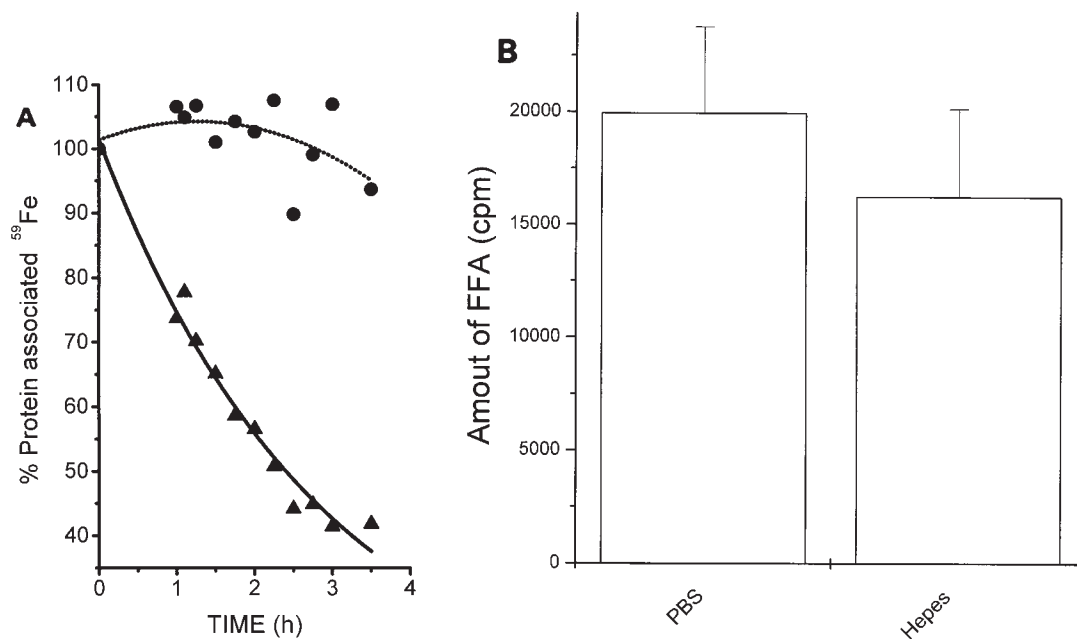 A
% Protein associated ⁵⁹Fe
110
100
90
80
70
60
50
40
0
1
2
3
4
TIME (h)
B
Amout of FFA (cpm)
20000
15000
10000
5000
0
PBS
Hepes